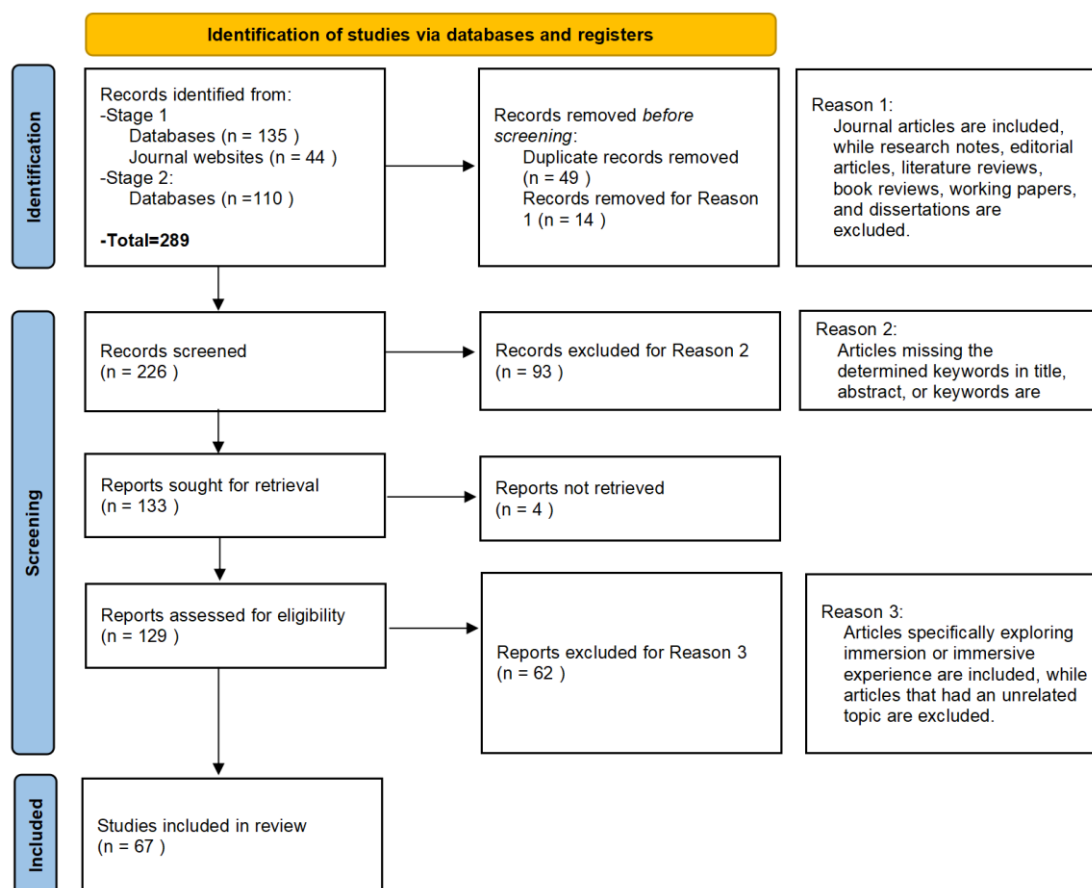 Identification of studies via databases and registers
Identification
Records identified from:
-Stage 1
Databases (n = 135 )
Journal websites (n = 44 )
-Stage 2:
Databases (n =110 )
-Total=289
Records removed before
screening:
Duplicate records removed
(n = 49 )
Records removed for Reason
1 (n = 14 )
Reason 1:
Journal articles are included,
while research notes, editorial
articles, literature reviews,
book reviews, working papers,
and dissertations are
excluded.
Screening
Records screened
(n = 226 )
Records excluded for Reason 2
(n = 93 )
Reason 2:
Articles missing the
determined keywords in title,
abstract, or keywords are
Reports sought for retrieval
(n = 133 )
Reports not retrieved
(n = 4 )
Reports assessed for eligibility
(n = 129 )
Reports excluded for Reason 3
(n = 62 )
Reason 3:
Articles specifically exploring
immersion or immersive
experience are included, while
articles that had an unrelated
topic are excluded.
Included
Studies included in review
(n = 67 )